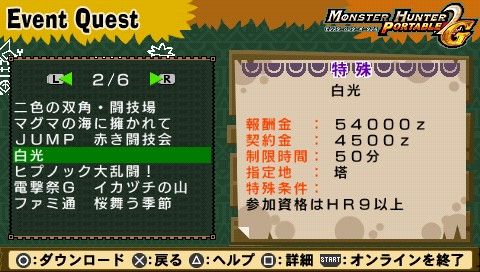 Event Quest
MONSTER HUNTER
PORTABLE 2nd G
L 2/6 R
二色の双角・闘技場
マグマの海に擁かれて
ＪＵＭＰ　赤き闘技会
白光
ヒプノック大乱闘！
電撃祭Ｇ　イカヅチの山
ファミ通　桜舞う季節
特殊
白光
報酬金　：５４０００ｚ
契約金　：４５００ｚ
制限時間：５０分
指定地　：塔
特殊条件：
参加資格はＨＲ９以上
○:ダウンロード ×:戻る △:ヘルプ □:詳細 START:オンラインを終了